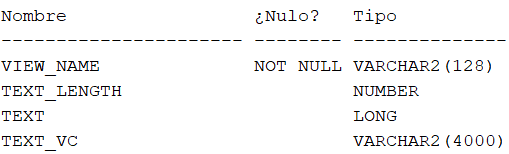 Nombre                 ¿Nulo?   Tipo
---------------------- -------- --------------
VIEW_NAME              NOT NULL VARCHAR2(128)
TEXT_LENGTH                     NUMBER
TEXT                            LONG
TEXT_VC                         VARCHAR2(4000)